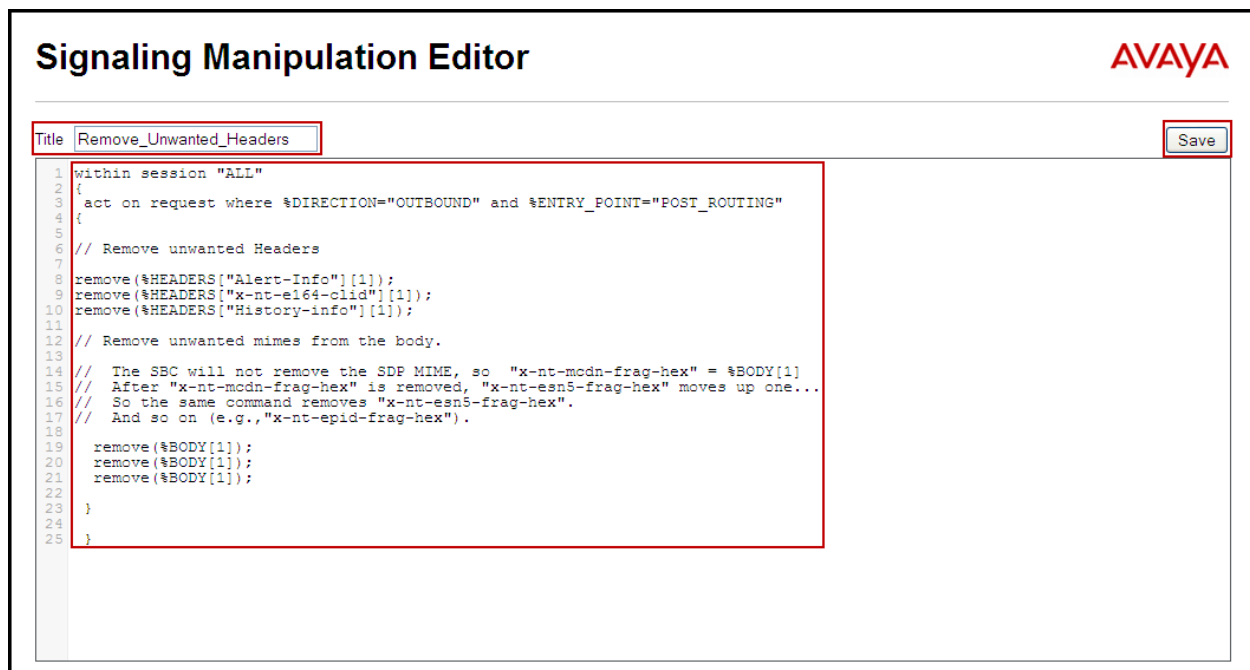 Signaling Manipulation Editor
AVAYA
Title Remove_Unwanted_Headers Save
1 within session "ALL"
2 {
3 act on request where %DIRECTION="OUTBOUND" and %ENTRY_POINT="POST_ROUTING"
4 {
5
6 // Remove unwanted Headers
7
8 remove(%HEADERS["Alert-Info"][1]);
9 remove(%HEADERS["x-nt-e164-clid"][1]);
10 remove(%HEADERS["History-info"][1]);
11
12 // Remove unwanted mimes from the body.
13
14 //  The SBC will not remove the SDP MIME, so  "x-nt-mcdn-frag-hex" = %BODY[1]
15 //  After "x-nt-mcdn-frag-hex" is removed, "x-nt-esn5-frag-hex" moves up one...
16 //  So the same command removes "x-nt-esn5-frag-hex".
17 //  And so on (e.g.,"x-nt-epid-frag-hex").
18
19 remove(%BODY[1]);
20 remove(%BODY[1]);
21 remove(%BODY[1]);
22
23 }
24
25 }